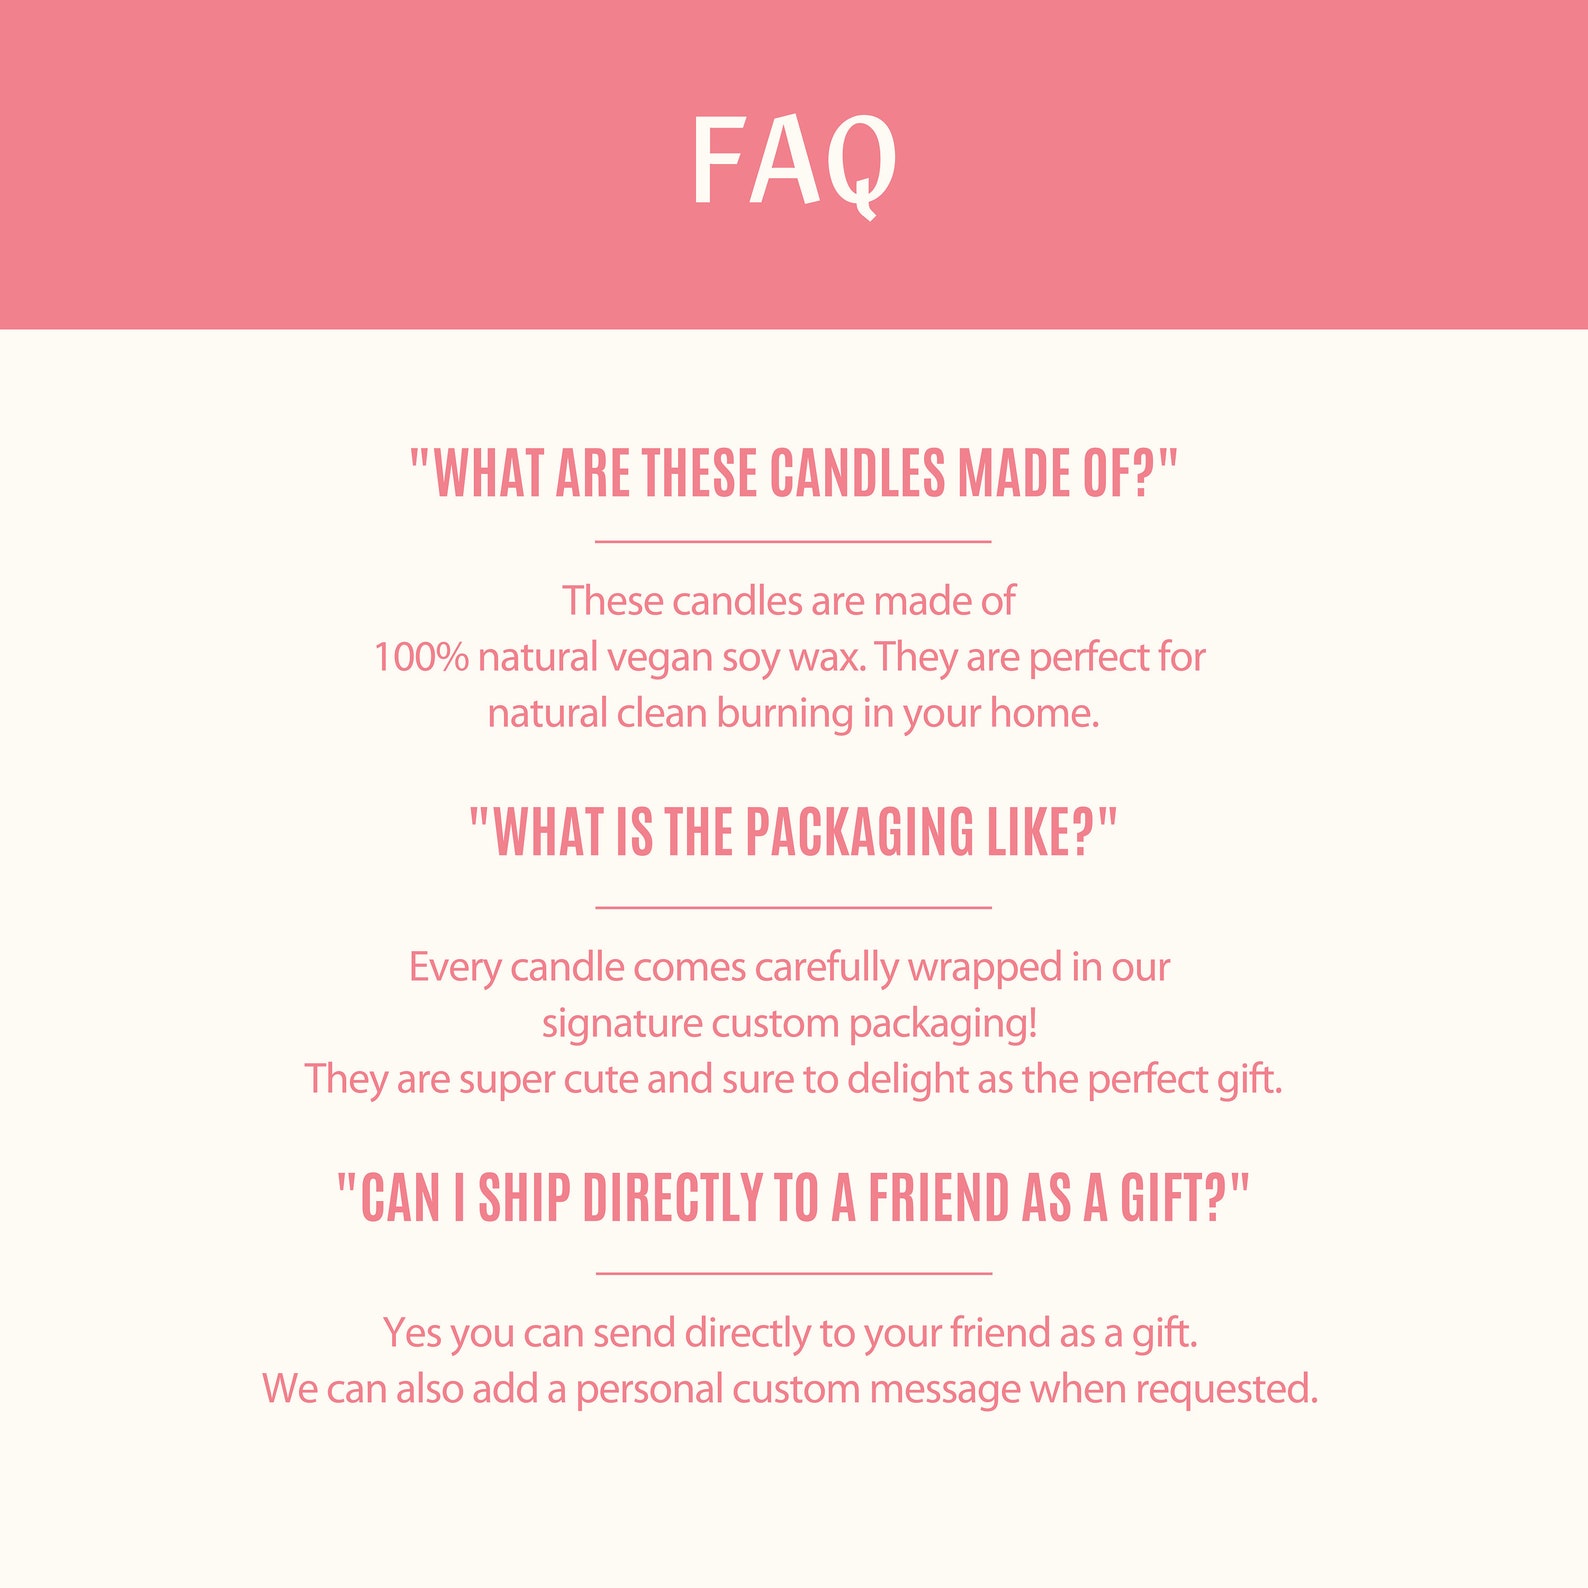 FAQ
"WHAT ARE THESE CANDLES MADE OF?"
These candles are made of
100% natural vegan soy wax. They are perfect for
natural clean burning in your home.
"WHAT IS THE PACKAGING LIKE?"
Every candle comes carefully wrapped in our
signature custom packaging!
They are super cute and sure to delight as the perfect gift.
"CAN I SHIP DIRECTLY TO A FRIEND AS A GIFT?"
Yes you can send directly to your friend as a gift.
We can also add a personal custom message when requested.